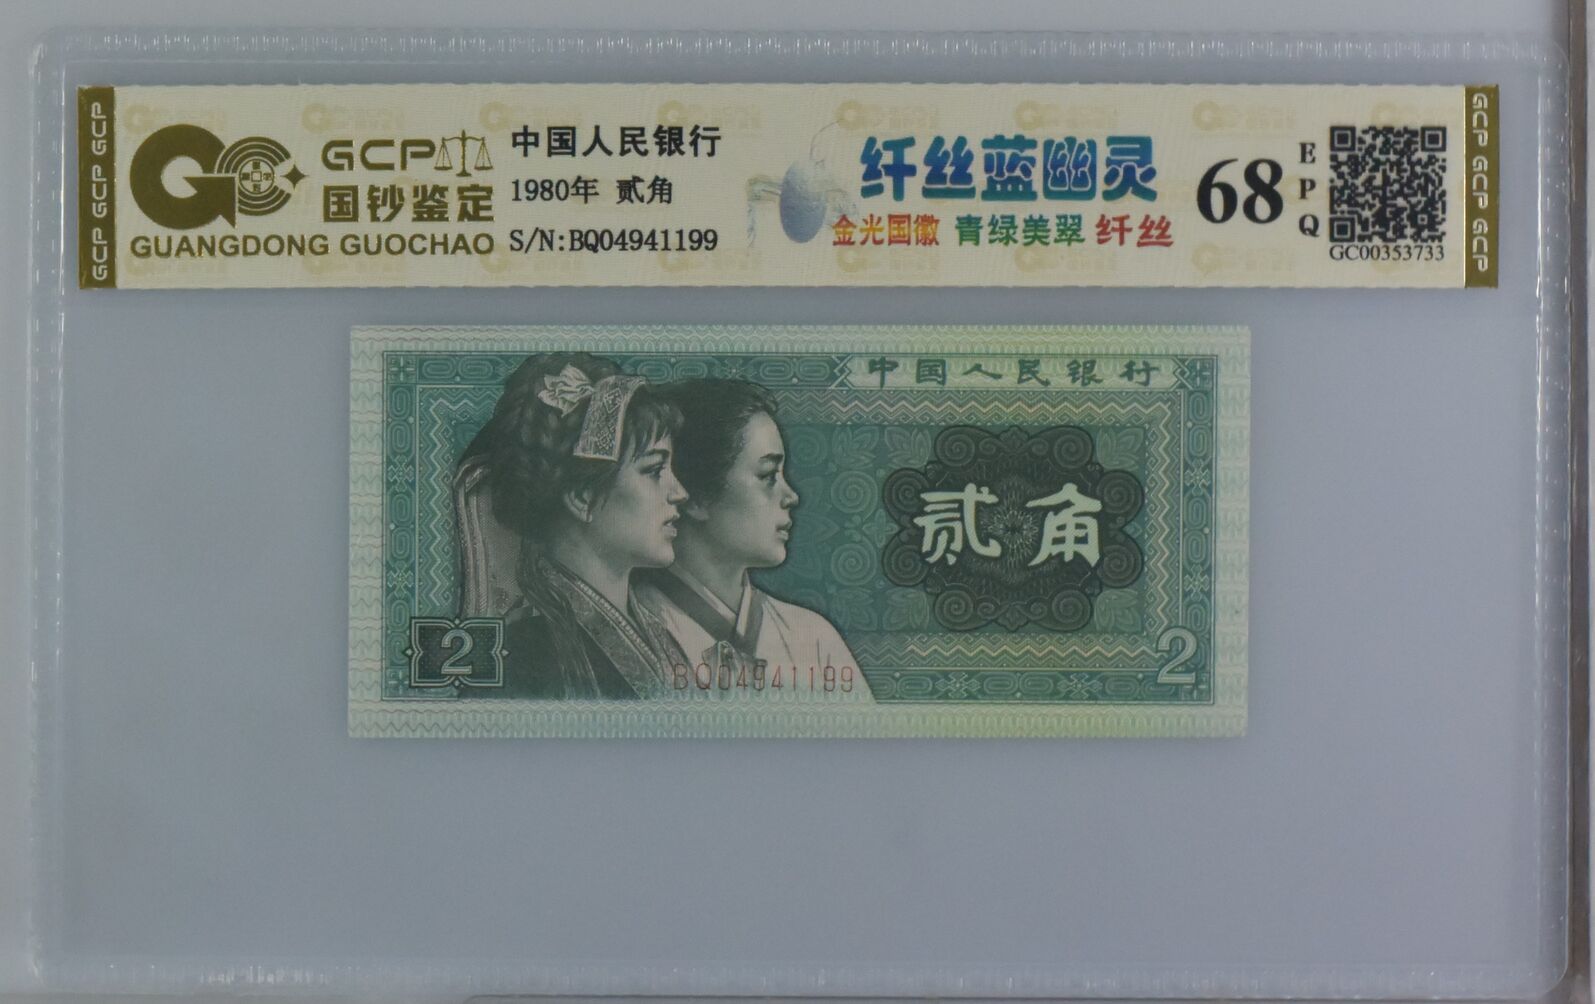 GCP GCP GCP
GCP
国钞鉴定
GUANGDONG GUOCHAO
中国人民银行
1980年 贰角
S/N:BQ04941199
纤丝蓝幽灵
金光国徽 青绿美翠 纤丝
68
EPQ
GC00353733
GCP GCP GCP
中国人民银行
贰角
2
2
BQ04941199